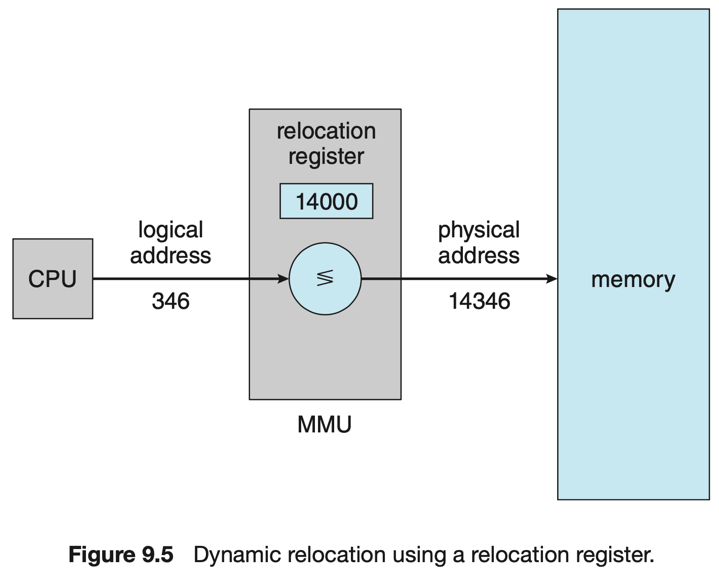 relocation
register
14000
logical
address
346
CPU
≶
physical
address
14346
memory
MMU
Figure 9.5 Dynamic relocation using a relocation register.